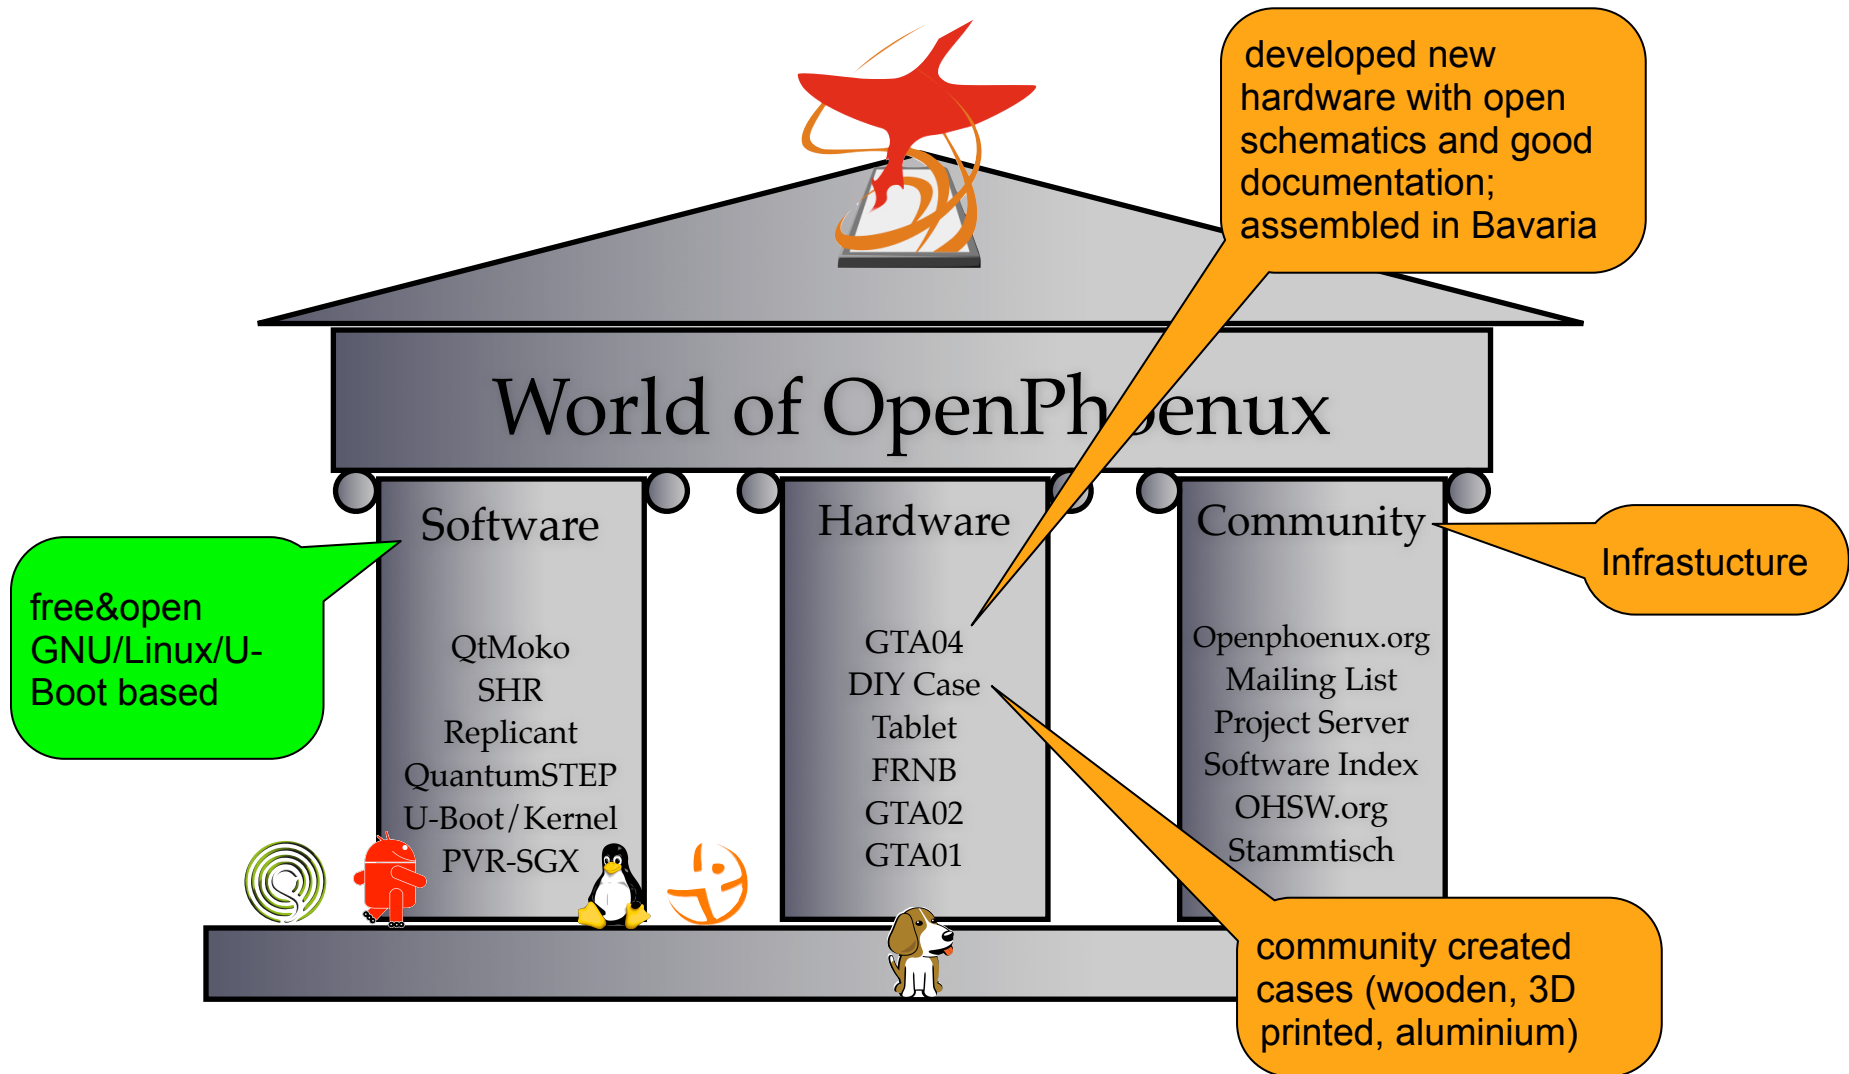 developed new
hardware with open
schematics and good
documentation;
assembled in Bavaria
World of OpenPhoenux
Software
Hardware
Community
Infrastucture
free&open
GNU/Linux/U-
Boot based
QtMoko
SHR
Replicant
QuantumSTEP
U-Boot/Kernel
PVR-SGX
GTA04
DIY Case
Tablet
FRNB
GTA02
GTA01
Openphoenux.org
Mailing List
Project Server
Software Index
OHSW.org
Stammtisch
community created
cases (wooden, 3D
printed, aluminium)